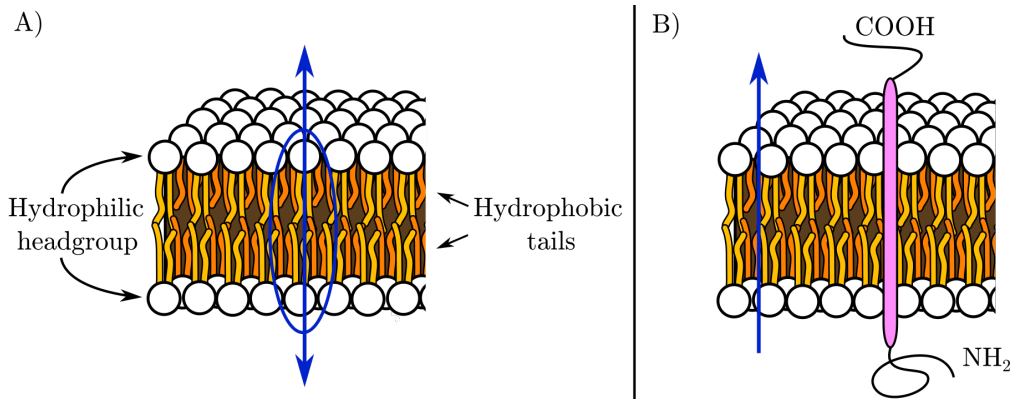 A)
Hydrophilic
headgroup
Hydrophobic
tails
B)
COOH
NH₂